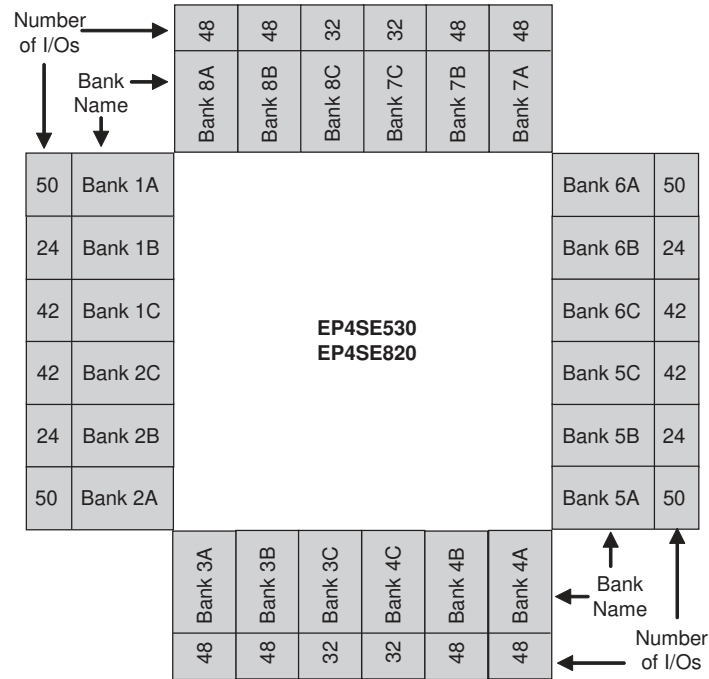 Number
of I/Os
48
48
32
32
48
48
Bank
Name
Bank 8A
Bank 8B
Bank 8C
Bank 7C
Bank 7B
Bank 7A
50
Bank 1A
24
Bank 1B
42
Bank 1C
42
Bank 2C
24
Bank 2B
50
Bank 2A
EP4SE530
EP4SE820
Bank 6A
50
Bank 6B
24
Bank 6C
42
Bank 5C
42
Bank 5B
24
Bank 5A
50
Bank 3A
Bank 3B
Bank 3C
Bank 4C
Bank 4B
Bank 4A
Bank
Name
48
48
32
32
48
48
Number
of I/Os